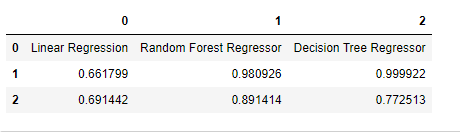 0 1 2
0 Linear Regression Random Forest Regressor Decision Tree Regressor
1 0.661799 0.980926 0.999922
2 0.691442 0.891414 0.772513